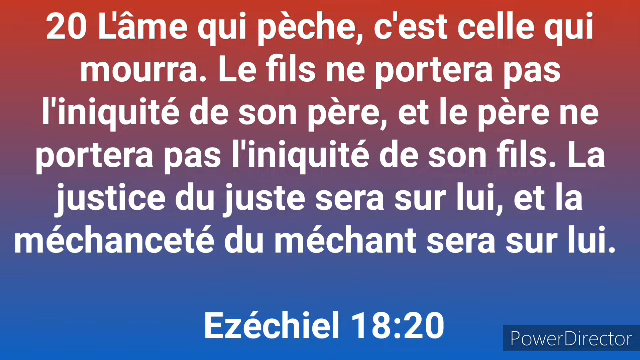 20 L'âme qui pèche, c'est celle qui
mourra. Le fils ne portera pas
l'iniquité de son père, et le père ne
portera pas l'iniquité de son fils. La
justice du juste sera sur lui, et la
méchanceté du méchant sera sur lui.
Ezéchiel 18:20
PowerDirector